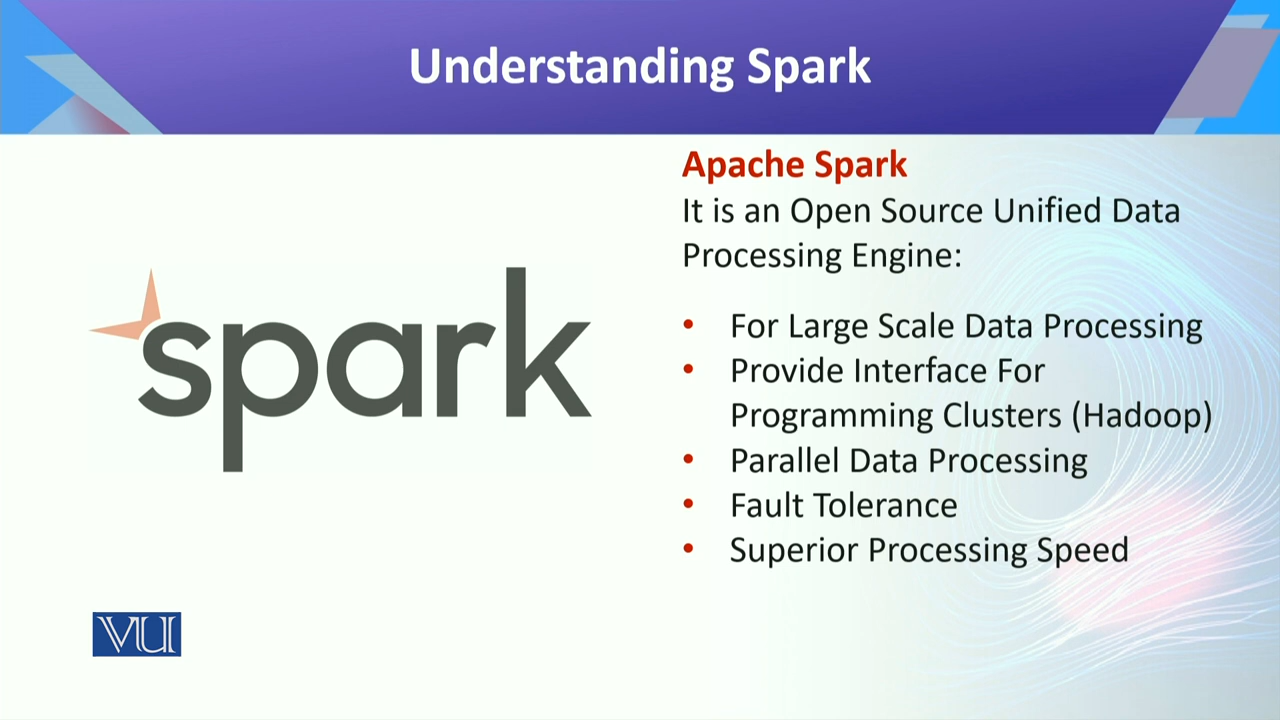 Understanding Spark
spark
Apache Spark
It is an Open Source Unified Data
Processing Engine:
• For Large Scale Data Processing
• Provide Interface For
Programming Clusters (Hadoop)
• Parallel Data Processing
• Fault Tolerance
• Superior Processing Speed
VU